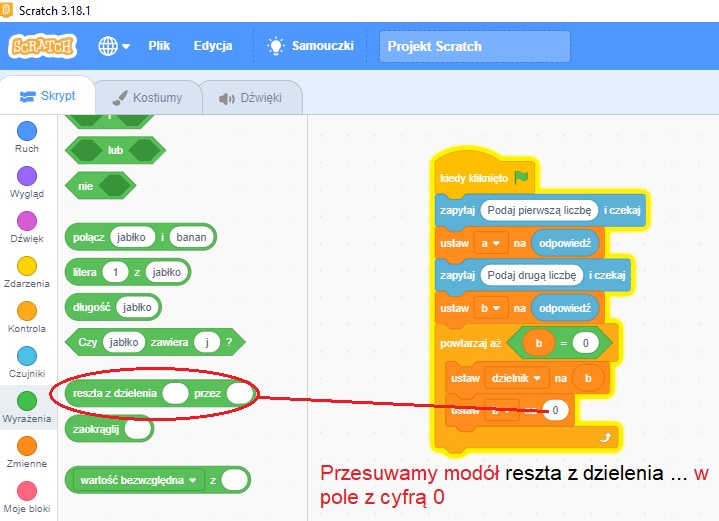 Scratch 3.18.1
SCRATCH Plik Edycja Samouczki Projekt Scratch
Skrypt Kostiumy Dźwięki
Ruch
Wygląd
Dźwięk
Zdarzenia
Kontrola
Czujniki
Wyrażenia
Zmienne
Moje bloki
i
lub
nie
połącz jabłko i banan
litera 1 z jabłko
długość jabłko
Czy jabłko zawiera j ?
reszta z dzielenia przez
zaokrąglij
wartość bezwzględna z
kiedy kliknięto
zapytaj Podaj pierwszą liczbę i czekaj
ustaw a na odpowiedź
zapytaj Podaj drugą liczbę i czekaj
ustaw b na odpowiedź
powtarzaj aż b = 0
ustaw dzielnik na b
ustaw b na 0
Przesuwamy modół reszta z dzielenia ... w
pole z cyfrą 0